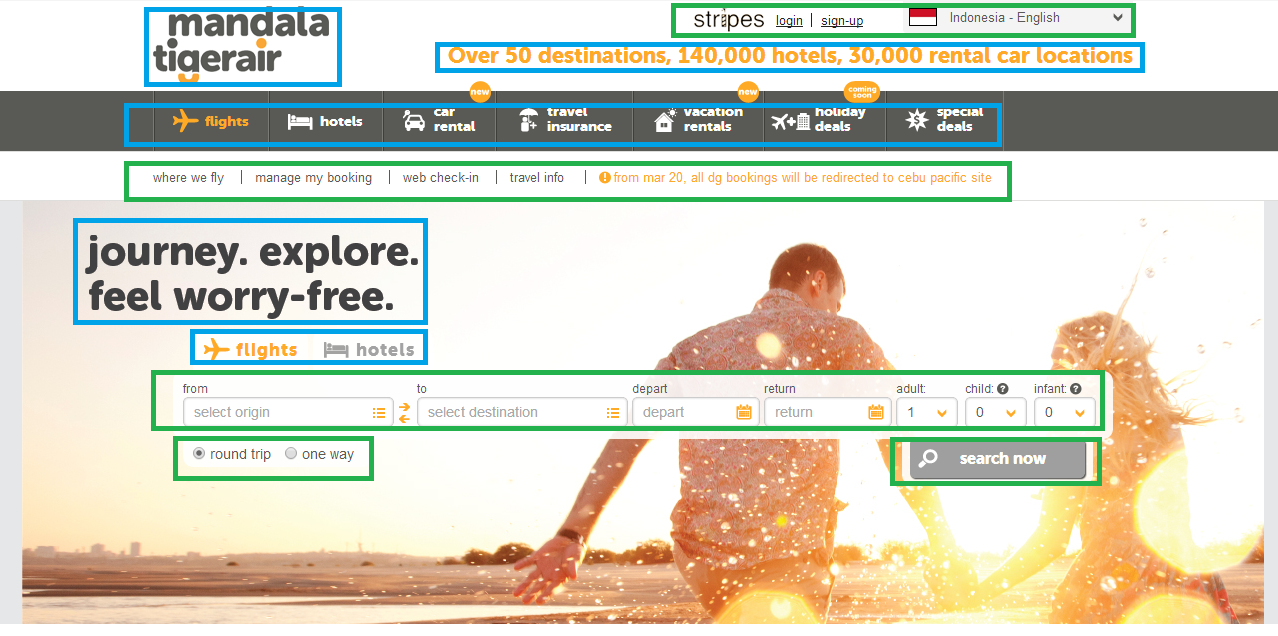 mandala
tigerair
stripes login | sign-up Indonesia - English
Over 50 destinations, 140,000 hotels, 30,000 rental car locations
new new coming soon
flights hotels car rental travel insurance vacation rentals holiday deals special deals
where we fly | manage my booking | web check-in | travel info | from mar 20, all dg bookings will be redirected to cebu pacific site
journey. explore.
feel worry-free.
flights hotels
from to depart return adult: child: ? infant: ?
select origin select destination depart return 1 0 0
round trip one way search now